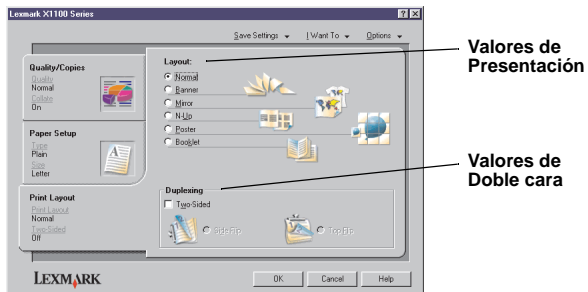 Lexmark X1100 Series
Save Settings
I Want To
Options
Quality/Copies
Quality
Normal
Collate
On
Paper Setup
Type
Plain
Size
Letter
Print Layout
Print Layout
Normal
Two-Sided
Off
Layout:
Normal
Banner
Mirror
N-Up
Poster
Booklet
Duplexing
Two-Sided
Side Flip
Top Flip
LEXMARK
OK
Cancel
Help
Valores de
Presentación
Valores de
Doble cara